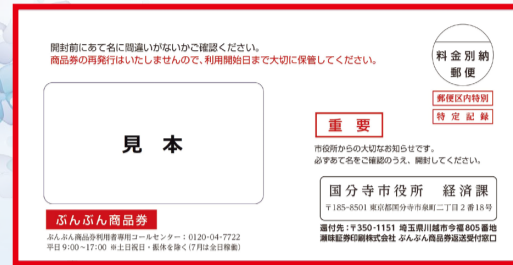 開封前にあて名に間違いがないかご確認ください。
商品券の再発行はいたしませんので、利用開始日まで大切に保管してください。
料金別納
郵便
郵便区内特別
特定記録
見本
重要
市役所からの大切なお知らせです。
必ずあて名をご確認のうえ、開封してください。
国分寺市役所 経済課
〒185-8501 東京都国分寺市泉町二丁目2番18号
ぶんぶん商品券
ぶんぶん商品券利用者専用コールセンター:0120-04-7722
平日9:00~17:00 ※土日祝日・振休を除く(7月は全日稼働)
還付先:〒350-1151 埼玉県川越市今福805番地
瀬味証券印刷株式会社 ぶんぶん商品券返送受付窓口